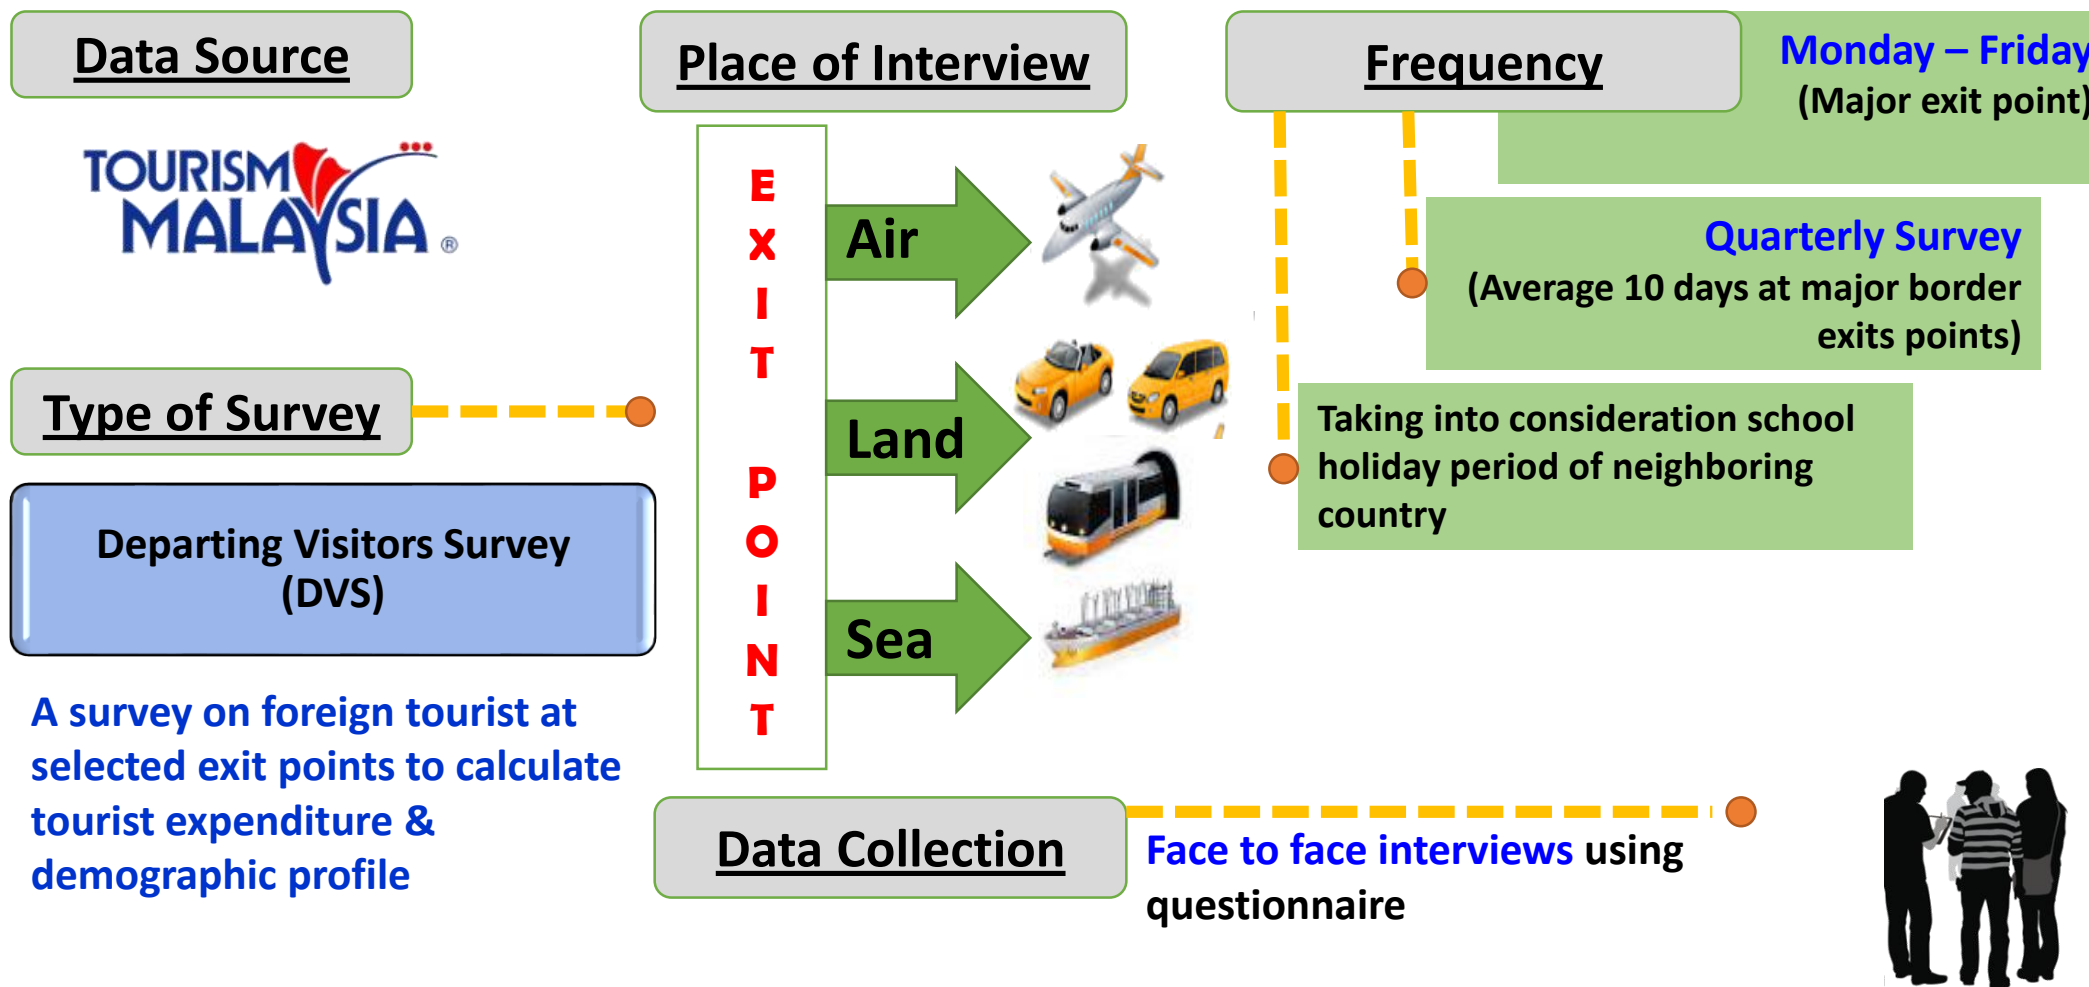 Data Source
TOURISM
MALAYSIA ®
Type of Survey
Departing Visitors Survey
(DVS)
A survey on foreign tourist at
selected exit points to calculate
tourist expenditure &
demographic profile
Place of Interview
E
X
I
T
P
O
I
N
T
Air
Land
Sea
Frequency
Monday – Friday
(Major exit point)
Quarterly Survey
(Average 10 days at major border
exits points)
Taking into consideration school
holiday period of neighboring
country
Data Collection
Face to face interviews using
questionnaire